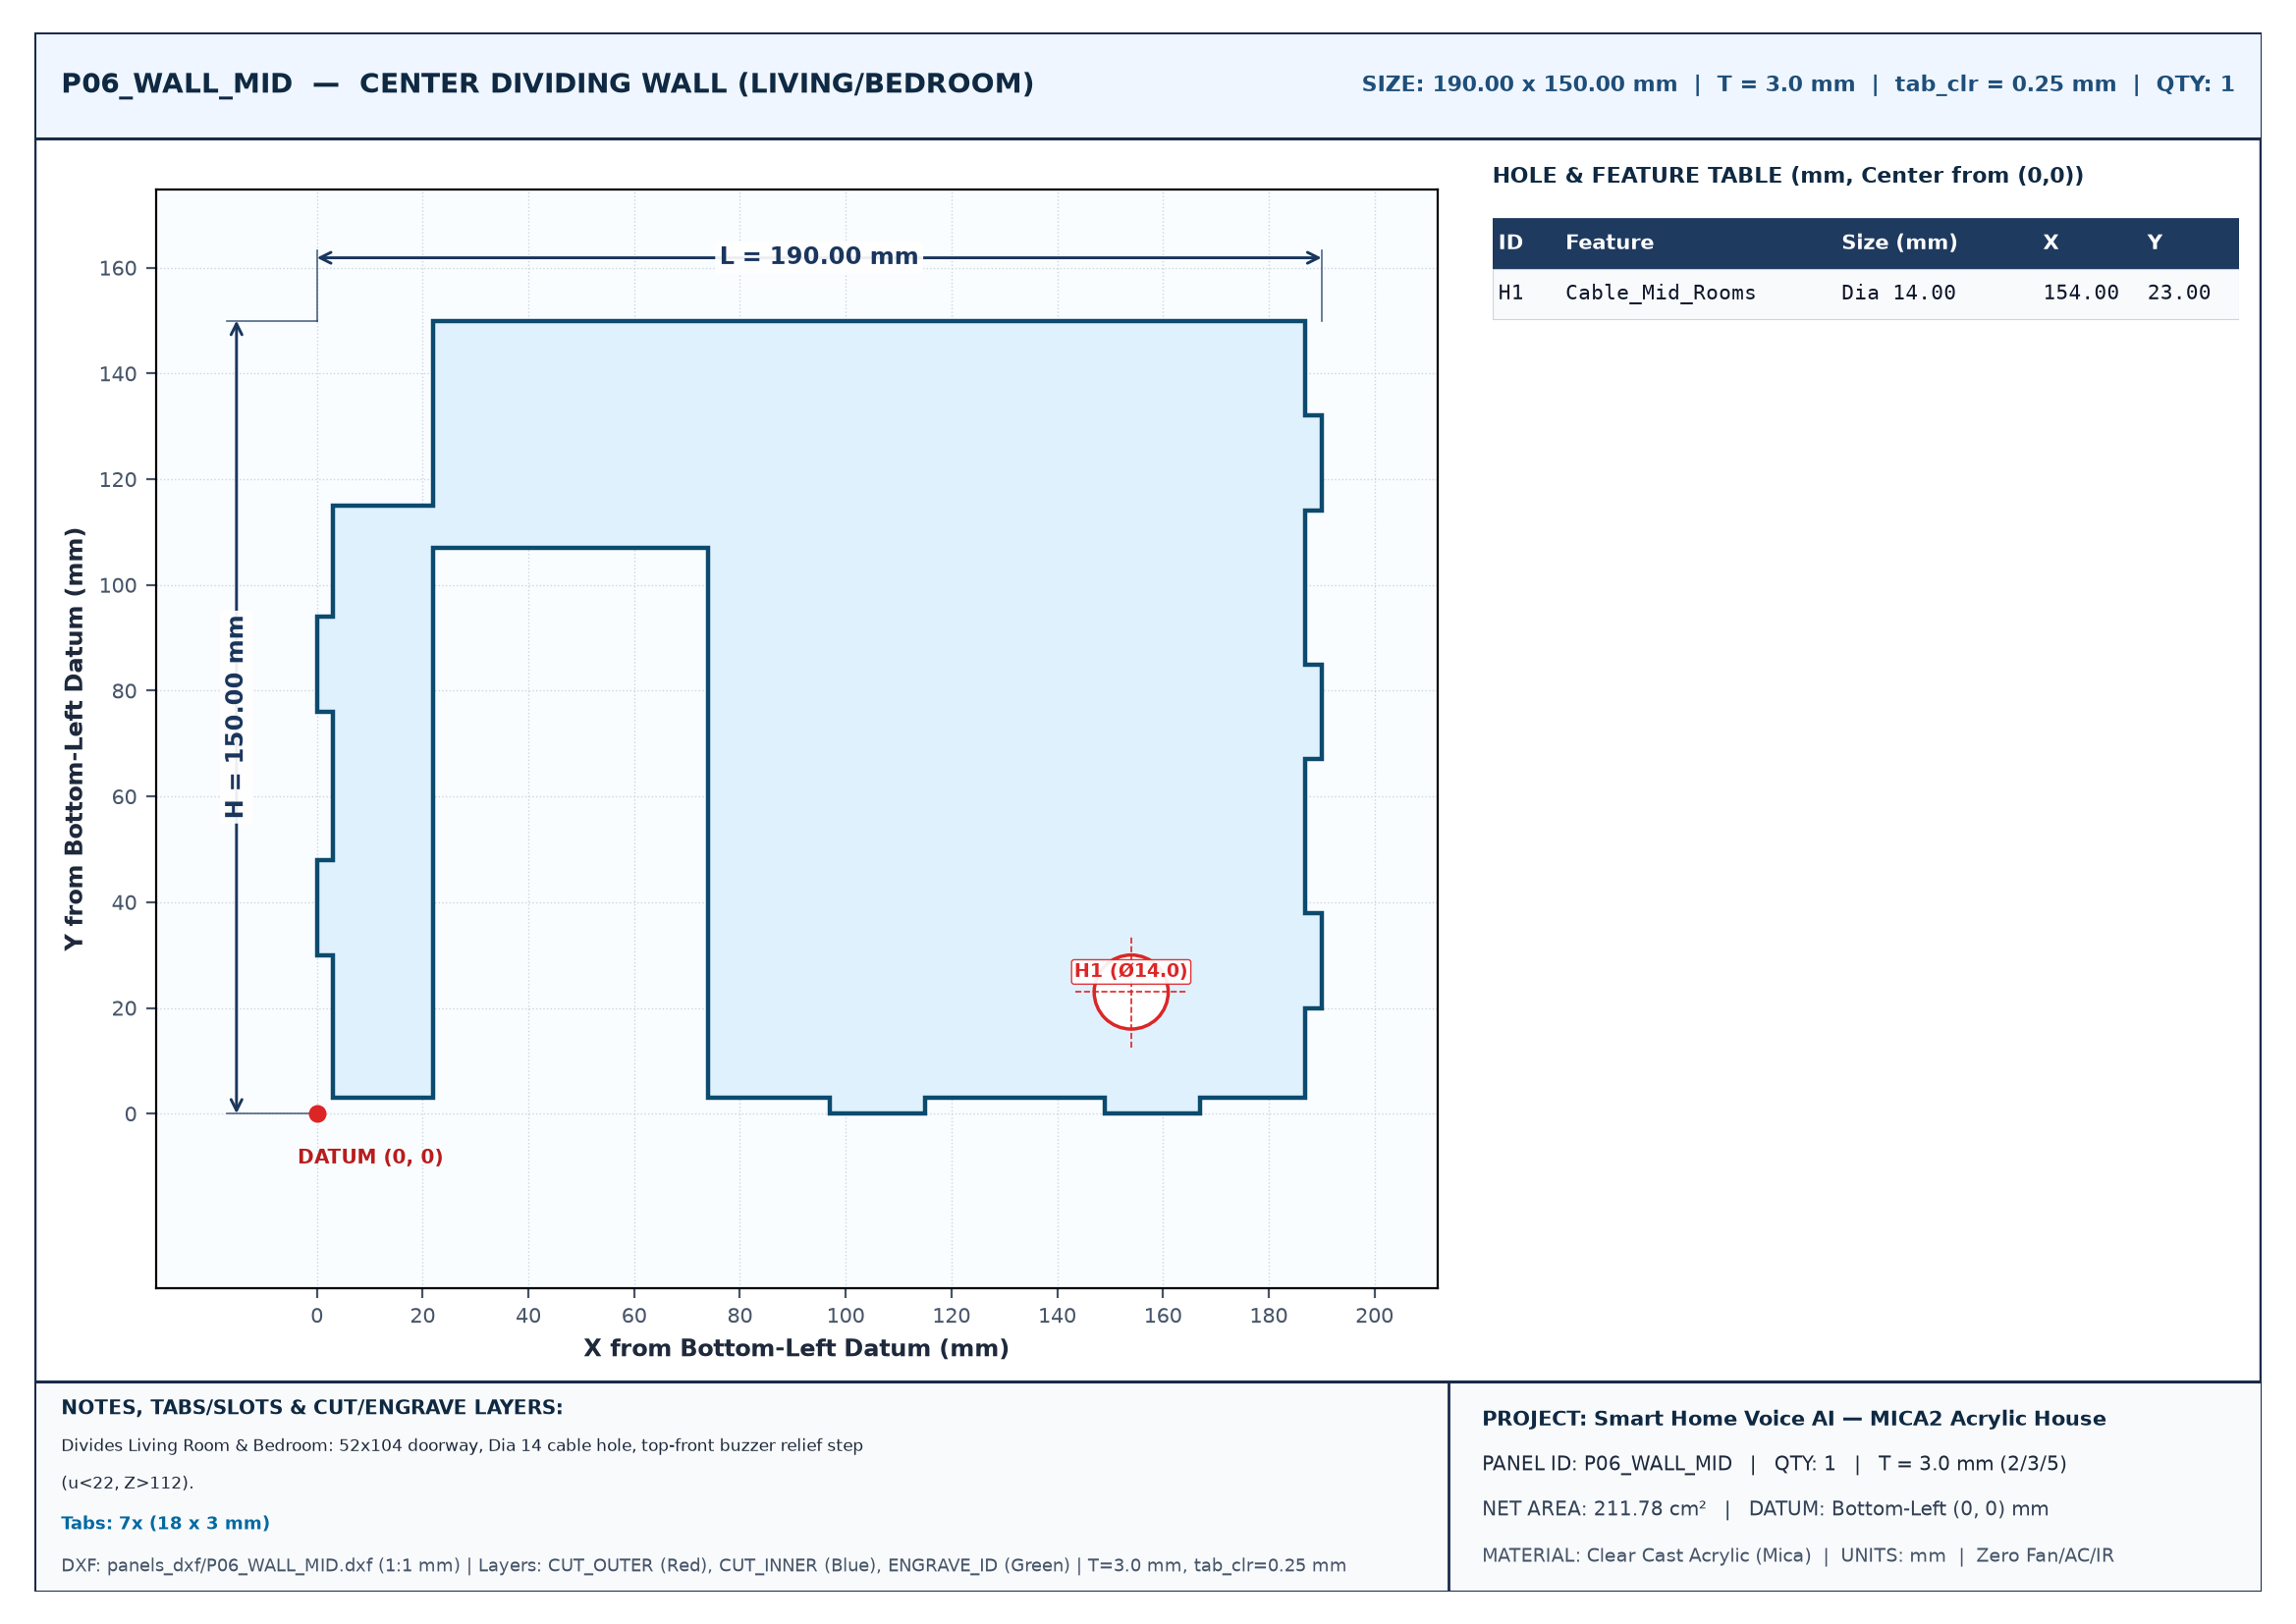 P06_WALL_MID — CENTER DIVIDING WALL (LIVING/BEDROOM)
SIZE: 190.00 x 150.00 mm | T = 3.0 mm | tab_clr = 0.25 mm | QTY: 1
HOLE & FEATURE TABLE (mm, Center from (0,0))
ID Feature Size (mm) X Y
H1 Cable_Mid_Rooms Dia 14.00 154.00 23.00
L = 190.00 mm
H = 150.00 mm
Y from Bottom-Left Datum (mm)
160
140
120
100
80
60
40
20
0
H1 (Ø14.0)
DATUM (0, 0)
0 20 40 60 80 100 120 140 160 180 200
X from Bottom-Left Datum (mm)
NOTES, TABS/SLOTS & CUT/ENGRAVE LAYERS:
Divides Living Room & Bedroom: 52x104 doorway, Dia 14 cable hole, top-front buzzer relief step
(u<22, Z>112).
Tabs: 7x (18 x 3 mm)
DXF: panels_dxf/P06_WALL_MID.dxf (1:1 mm) | Layers: CUT_OUTER (Red), CUT_INNER (Blue), ENGRAVE_ID (Green) | T=3.0 mm, tab_clr=0.25 mm
PROJECT: Smart Home Voice AI — MICA2 Acrylic House
PANEL ID: P06_WALL_MID | QTY: 1 | T = 3.0 mm (2/3/5)
NET AREA: 211.78 cm² | DATUM: Bottom-Left (0, 0) mm
MATERIAL: Clear Cast Acrylic (Mica) | UNITS: mm | Zero Fan/AC/IR